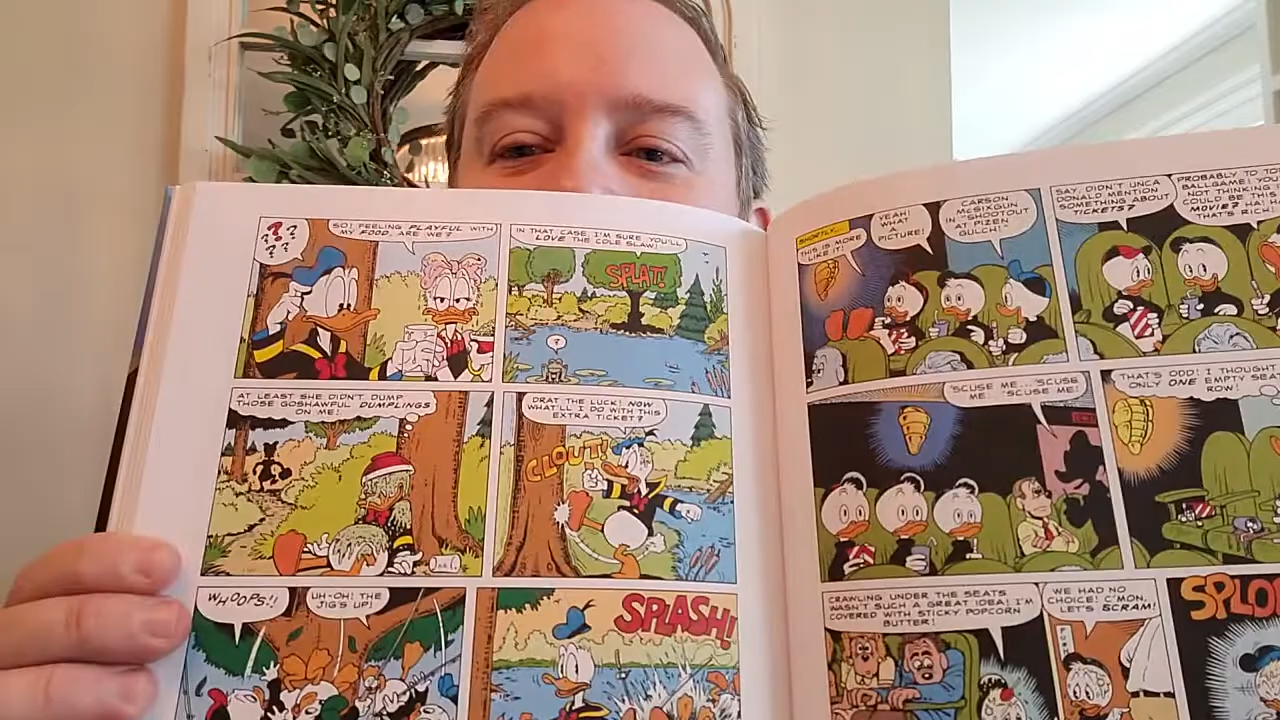 ? ? ? ? ? ?
SO! FEELING PLAYFUL WITH
MY FOOD, ARE WE?
IN THAT CASE, I'M SURE YOU'LL
LOVE THE COLE SLAW!
SPLAT!
?
AT LEAST SHE DIDN'T DUMP
THOSE GOSHAWFUL DUMPLINGS
ON ME!
DRAT THE LUCK! NOW
WHAT'LL I DO WITH THIS
EXTRA TICKET?
CLOUT!
WHOOPS!!
UH-OH! THE
JIG'S UP!
SPLASH!
SHORTLY...
THIS IS MORE
LIKE IT!
YEAH!
WHAT
A
PICTURE!
CARSON
McSIXGUN
IN "SHOOTOUT
AT PIZEN
GULCH!"
SAY, DIDN'T UNCA
DONALD MENTION
SOMETHING ABOUT
TICKETS?
PROBABLY TO
BALLGAME!
NOT THINKING
COULD BE THIS
MOVIE? HA!
THAT'S RICH!
'SCUSE ME... 'SCUSE
ME! 'SCUSE ME!
THAT'S ODD! I THOUGHT
ONLY ONE EMPTY SEAT
ROW!
CRAWLING UNDER THE SEATS
WASN'T SUCH A GREAT IDEA! I'M
COVERED WITH STICKY POPCORN
BUTTER!
WE HAD NO
CHOICE! C'MON,
LET'S SCRAM!